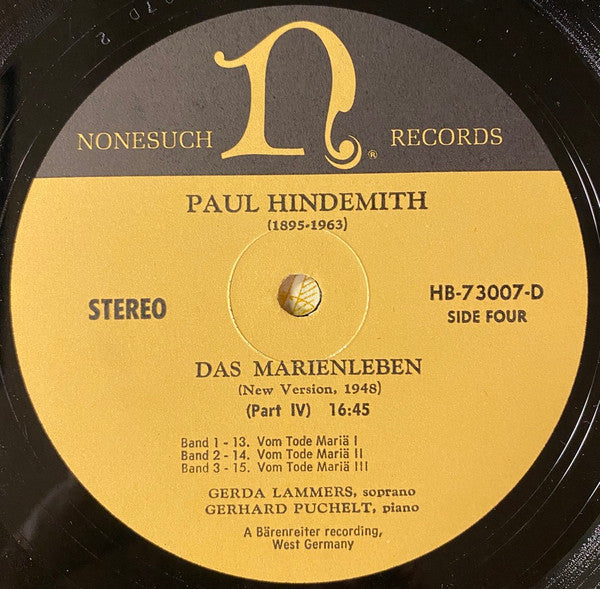 n
NONESUCH ® RECORDS
PAUL HINDEMITH
(1895-1963)
STEREO
HB-73007-D
SIDE FOUR
DAS MARIENLEBEN
(New Version, 1948)
(Part IV) 16:45
Band 1 - 13. Vom Tode Mariä I
Band 2 - 14. Vom Tode Mariä II
Band 3 - 15. Vom Tode Mariä III
GERDA LAMMERS, soprano
GERHARD PUCHELT, piano
A Bärenreiter recording,
West Germany